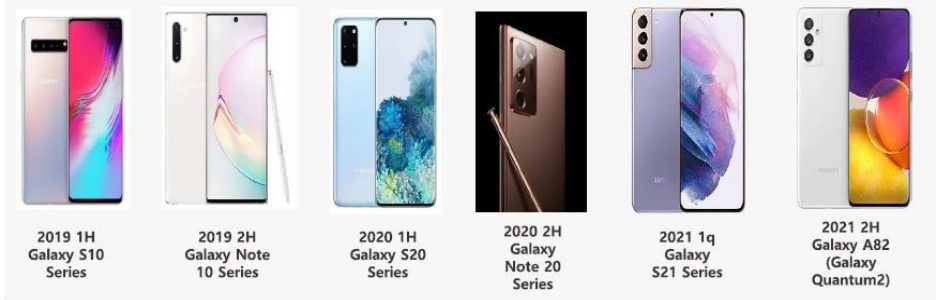 2019 1H
Galaxy S10
Series
2019 2H
Galaxy Note
10 Series
2020 1H
Galaxy S20
Series
2020 2H
Galaxy
Note 20
Series
2021 1q
Galaxy
S21 Series
2021 2H
Galaxy A82
(Galaxy
Quantum2)